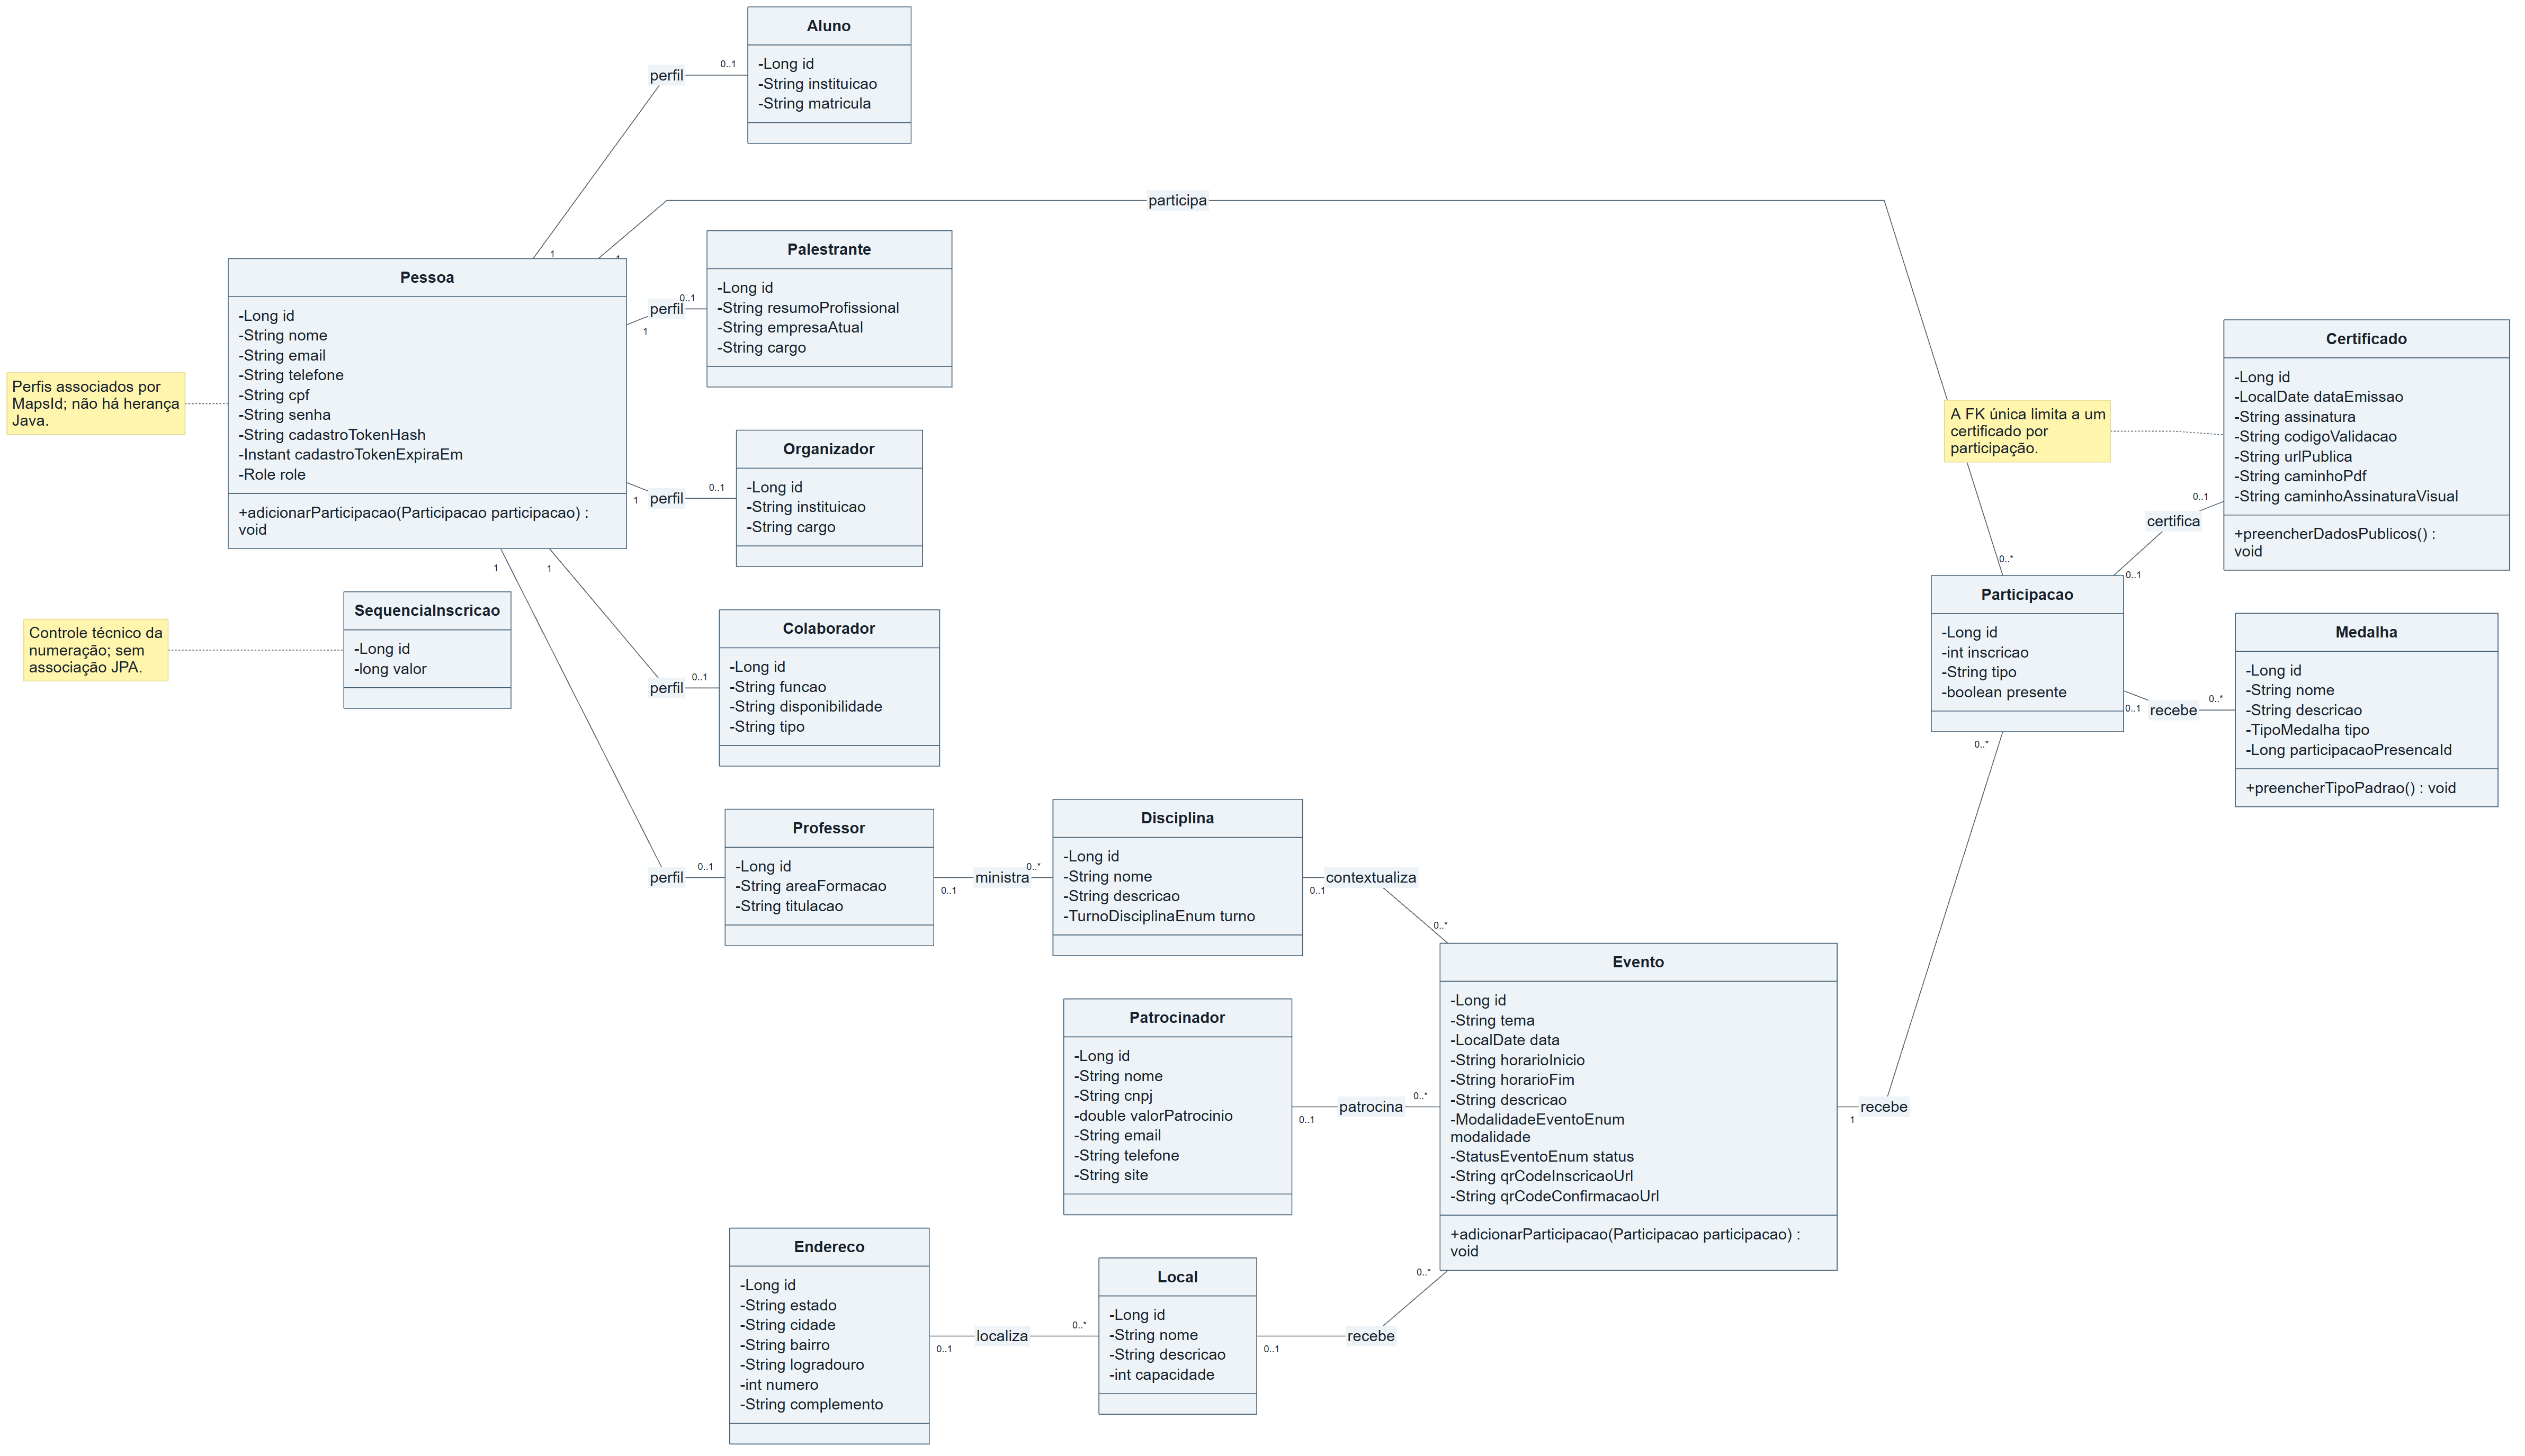 Aluno
-Long id
-String instituicao
-String matricula
perfil
0..1
1
participa
1
0..*
Pessoa
-Long id
-String nome
-String email
-String telefone
-String cpf
-String senha
-String cadastroTokenHash
-Instant cadastroTokenExpiraEm
-Role role
+adicionarParticipacao(Participacao participacao) :
void
Perfis associados por
MapsId; não há herança
Java.
Palestrante
-Long id
-String resumoProfissional
-String empresaAtual
-String cargo
perfil
0..1
1
Organizador
-Long id
-String instituicao
-String cargo
perfil
0..1
1
SequenciaInscricao
-Long id
-long valor
Controle técnico da
numeração; sem
associação JPA.
Colaborador
-Long id
-String funcao
-String disponibilidade
-String tipo
perfil
0..1
1
Professor
-Long id
-String areaFormacao
-String titulacao
perfil
0..1
1
ministra
0..1
0..*
Disciplina
-Long id
-String nome
-String descricao
-TurnoDisciplinaEnum turno
contextualiza
0..1
0..*
Patrocinador
-Long id
-String nome
-String cnpj
-double valorPatrocinio
-String email
-String telefone
-String site
patrocina
0..1
0..*
Endereco
-Long id
-String estado
-String cidade
-String bairro
-String logradouro
-int numero
-String complemento
localiza
0..1
0..*
Local
-Long id
-String nome
-String descricao
-int capacidade
recebe
0..1
0..*
Evento
-Long id
-String tema
-LocalDate data
-String horarioInicio
-String horarioFim
-String descricao
-ModalidadeEventoEnum
modalidade
-StatusEventoEnum status
-String qrCodeInscricaoUrl
-String qrCodeConfirmacaoUrl
+adicionarParticipacao(Participacao participacao) :
void
recebe
1
0..*
Participacao
-Long id
-int inscricao
-String tipo
-boolean presente
A FK única limita a um
certificado por
participação.
certifica
0..1
0..1
Certificado
-Long id
-LocalDate dataEmissao
-String assinatura
-String codigoValidacao
-String urlPublica
-String caminhoPdf
-String caminhoAssinaturaVisual
+preencherDadosPublicos() :
void
recebe
0..1
0..*
Medalha
-Long id
-String nome
-String descricao
-TipoMedalha tipo
-Long participacaoPresencaId
+preencherTipoPadrao() : void